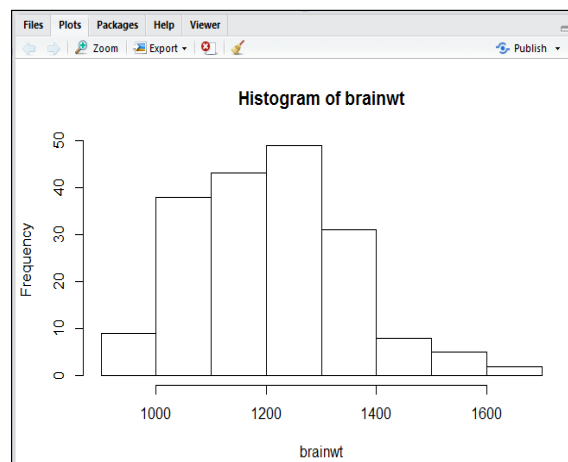 Files Plots Packages Help Viewer
Zoom Export Publish
Histogram of brainwt
50
40
30
20
10
0
Frequency
1000 1200 1400 1600
brainwt